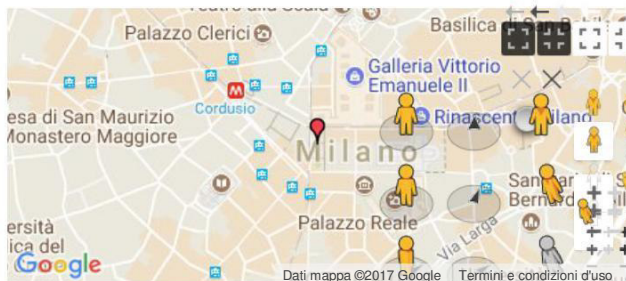 Teatro alla Scala
Palazzo Clerici
Basilica di San Babila
Galleria Vittorio
Emanuele II
M
Cordusio
esa di San Maurizio
Monastero Maggiore
Rinascente Milano
Milano
Palazzo Reale
Via Larga
ersità
ica del
Google
Dati mappa ©2017 Google
Termini e condizioni d'uso